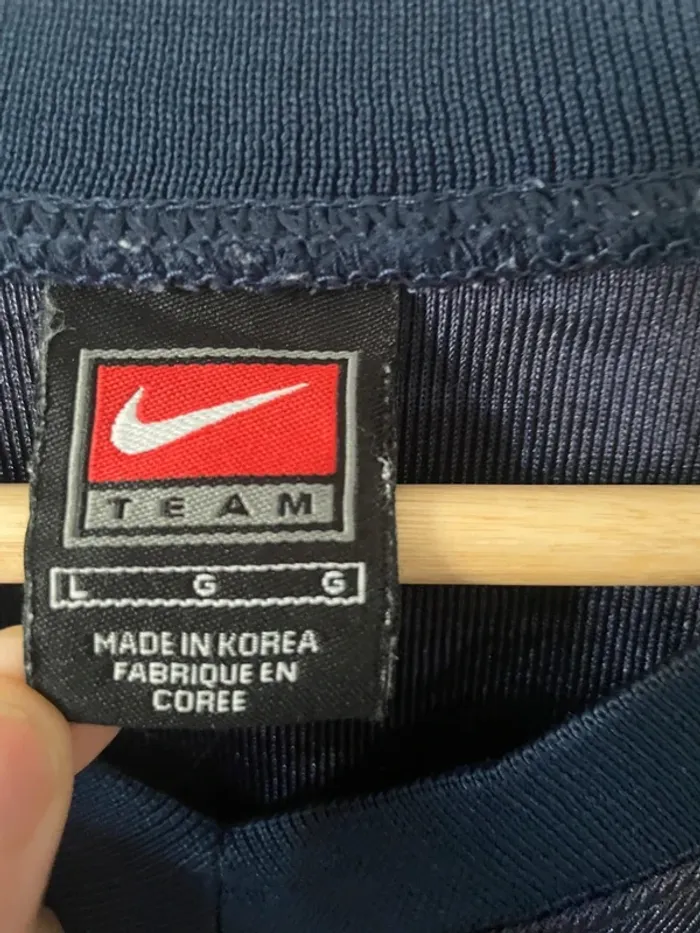 TEAM
L G G
MADE IN KOREA
FABRIQUE EN
COREE